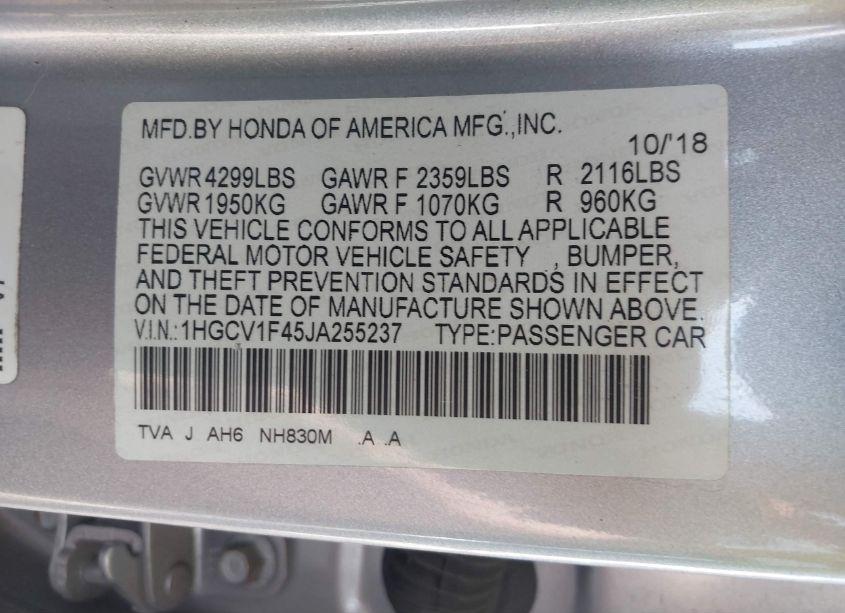 MFD.BY HONDA OF AMERICA MFG.,INC.
10/'18
GVWR 4299LBS GAWR F 2359LBS R 2116LBS
GVWR 1950KG GAWR F 1070KG R 960KG
THIS VEHICLE CONFORMS TO ALL APPLICABLE
FEDERAL MOTOR VEHICLE SAFETY , BUMPER,
AND THEFT PREVENTION STANDARDS IN EFFECT
ON THE DATE OF MANUFACTURE SHOWN ABOVE.
V.I.N.:1HGCV1F45JA255237 TYPE:PASSENGER CAR
TVA J AH6 NH830M .A .A